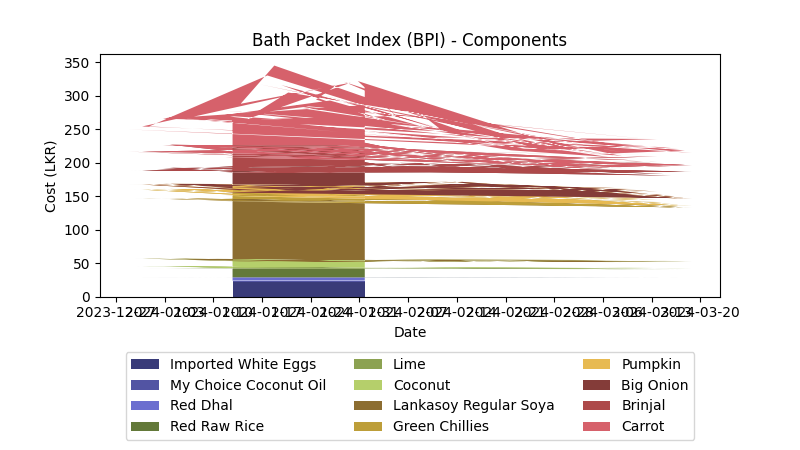 Bath Packet Index (BPI) - Components
Cost (LKR)
350
300
250
200
150
100
50
0
2023-12-27 2024-01-03 2024-01-10 2024-01-17 2024-01-24 2024-01-31 2024-02-07 2024-02-14 2024-02-21 2024-02-28 2024-03-06 2024-03-13 2024-03-20
Date
Imported White Eggs
My Choice Coconut Oil
Red Dhal
Red Raw Rice
Lime
Coconut
Lankasoy Regular Soya
Green Chillies
Pumpkin
Big Onion
Brinjal
Carrot